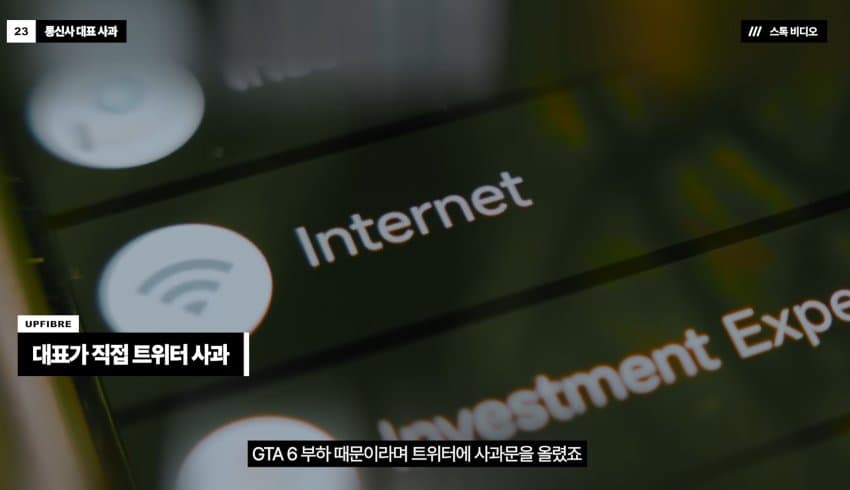 23 통신사 대표 사과
/// 스톡 비디오
Internet
UPFIBRE
대표가 직접 트위터 사과
Investment Expe
GTA 6 부하 때문이라며 트위터에 사과문을 올렸죠